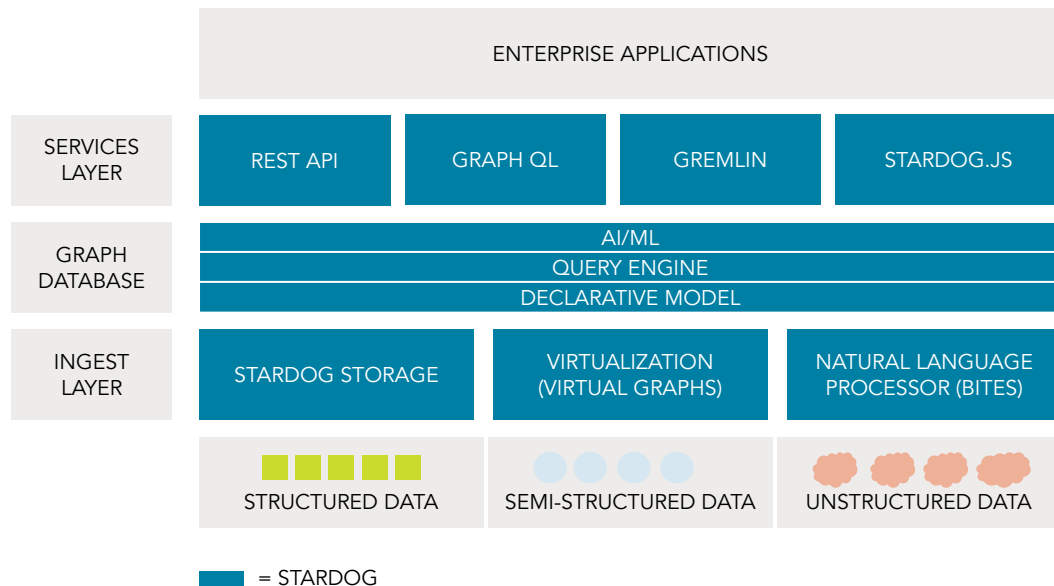 ENTERPRISE APPLICATIONS
SERVICES
LAYER
REST API
GRAPH QL
GREMLIN
STARDOG.JS
GRAPH
DATABASE
AI/ML
QUERY ENGINE
DECLARATIVE MODEL
INGEST
LAYER
STARDOG STORAGE
VIRTUALIZATION
(VIRTUAL GRAPHS)
NATURAL LANGUAGE
PROCESSOR (BITES)
STRUCTURED DATA
SEMI-STRUCTURED DATA
UNSTRUCTURED DATA
= STARDOG